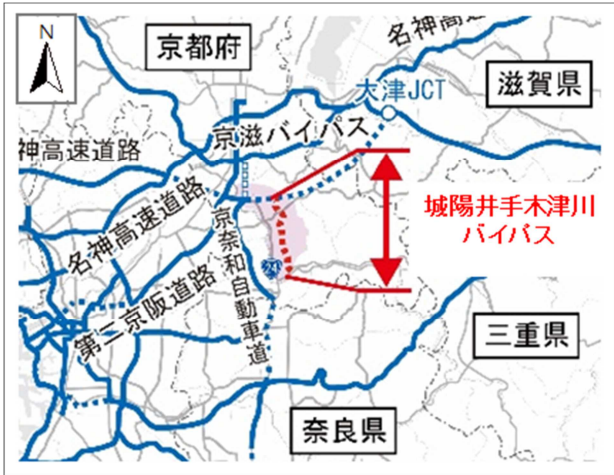 N
京都府
名神高速道路
滋賀県
大津JCT
京滋バイパス
神高速道路
城陽井手木津川
バイパス
名神高速道路
京奈和自動車道
24
第二京阪道路
三重県
奈良県